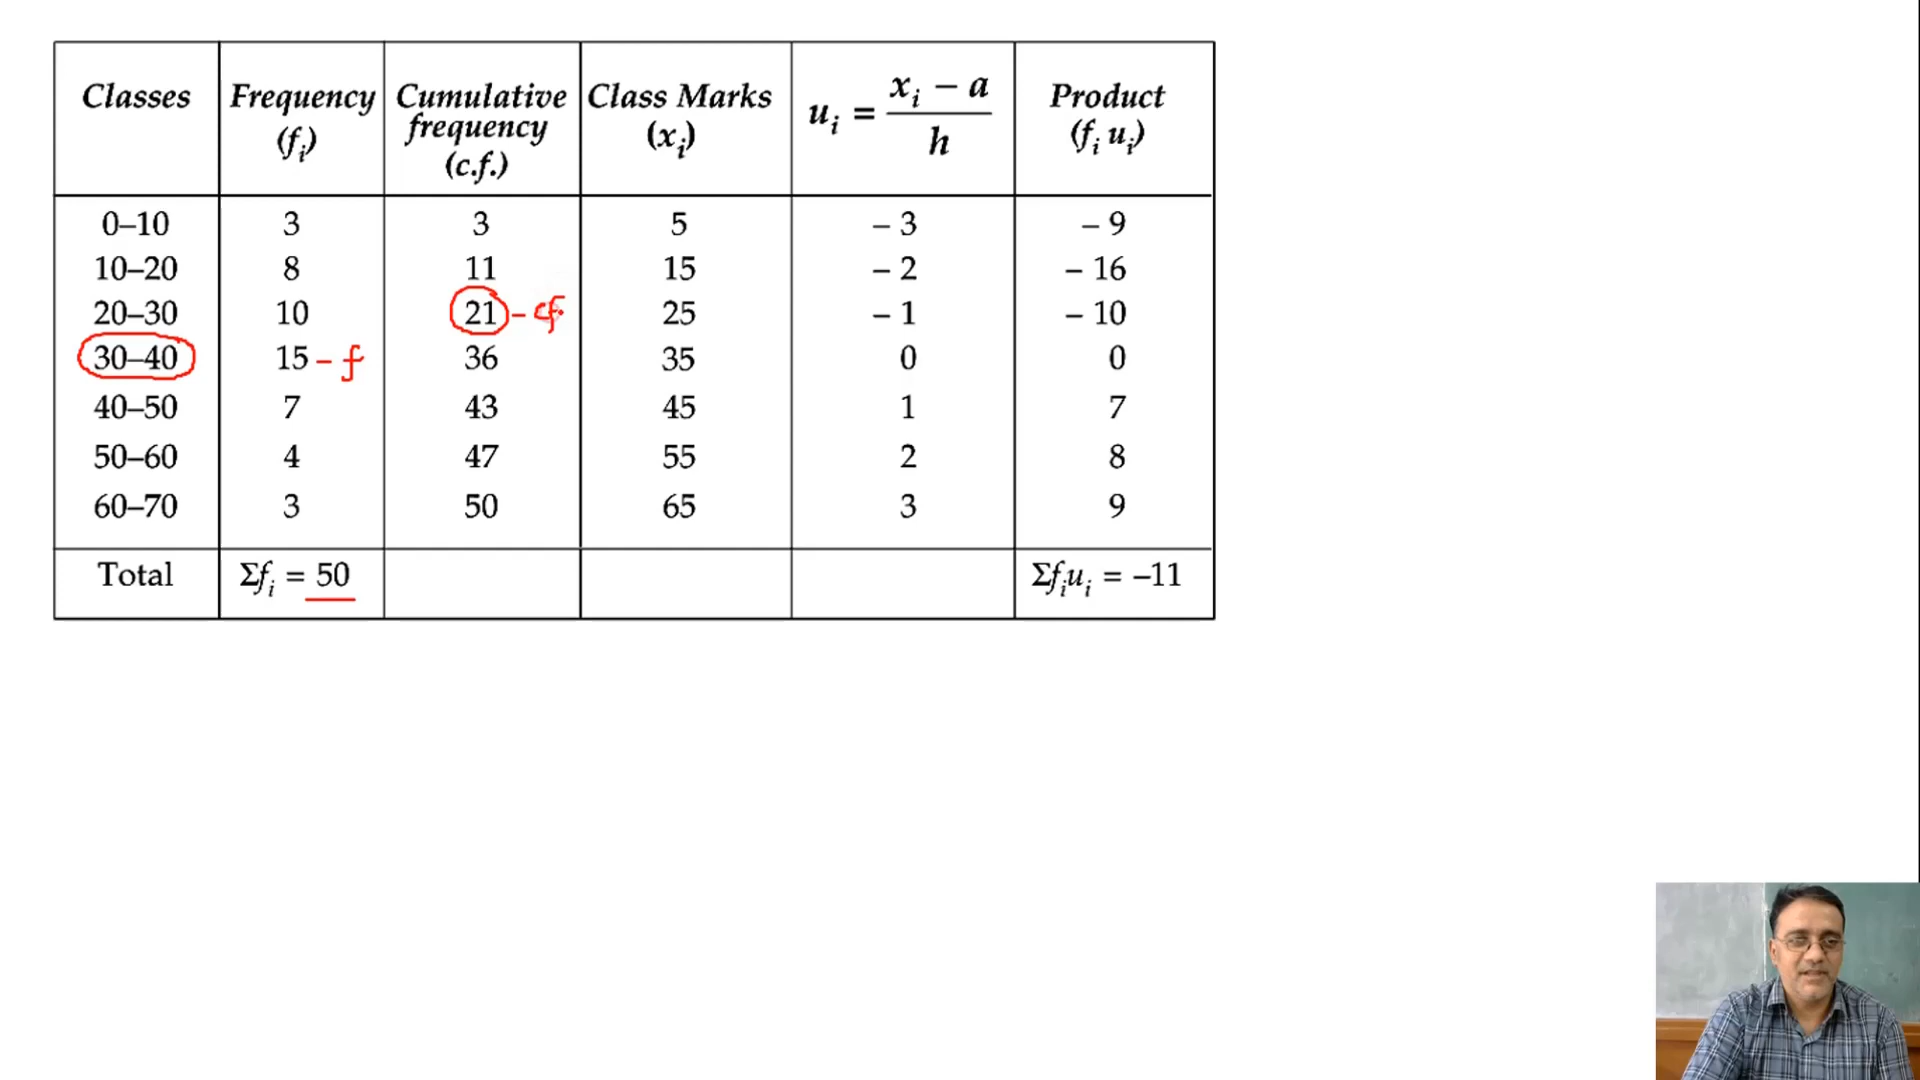 Classes Frequency (fi) Cumulative frequency (c.f.) Class Marks (xi) ui = (xi – a)/h Product (fi ui)
0–10 3 3 5 – 3 – 9
10–20 8 11 15 – 2 – 16
20–30 10 21 – cf. 25 – 1 – 10
30–40 15 – f 36 35 0 0
40–50 7 43 45 1 7
50–60 4 47 55 2 8
60–70 3 50 65 3 9
Total Σfi = 50 Σfiui = –11